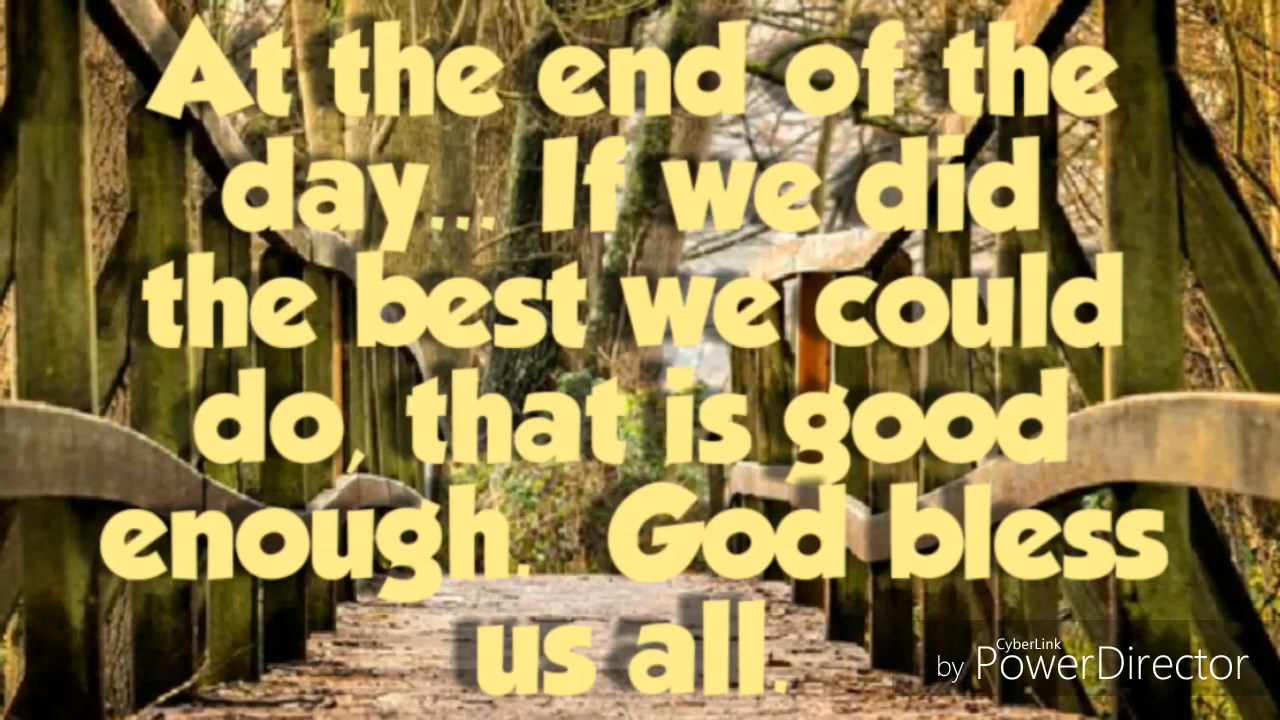 At the end of the
day... If we did
the best we could
do, that is good
enough. God bless
us all.
CyberLink
by PowerDirector